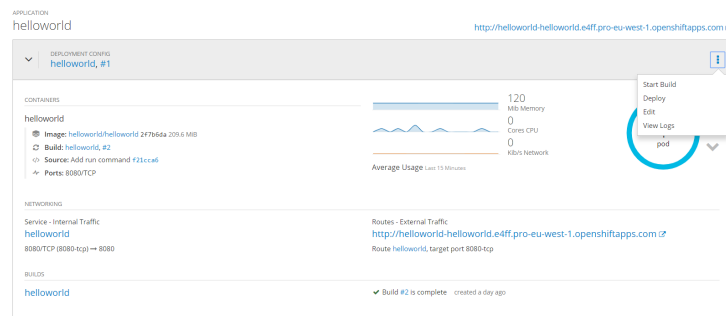 APPLICATION
helloworld
http://helloworld-helloworld.e4ff.pro-eu-west-1.openshiftapps.com
DEPLOYMENT CONFIG
helloworld, #1
Start Build
Deploy
Edit
View Logs
CONTAINERS
helloworld
Image: helloworld/helloworld 2f7b6da 209.6 MiB
Build: helloworld, #2
Source: Add run command f21cca6
Ports: 8080/TCP
120
Mib Memory
0
Cores CPU
0
Kib/s Network
Average Usage Last 15 Minutes
pod
NETWORKING
Service - Internal Traffic
helloworld
8080/TCP (8080-tcp) → 8080
Routes - External Traffic
http://helloworld-helloworld.e4ff.pro-eu-west-1.openshiftapps.com
Route helloworld, target port 8080-tcp
BUILDS
helloworld
Build #2 is complete created a day ago